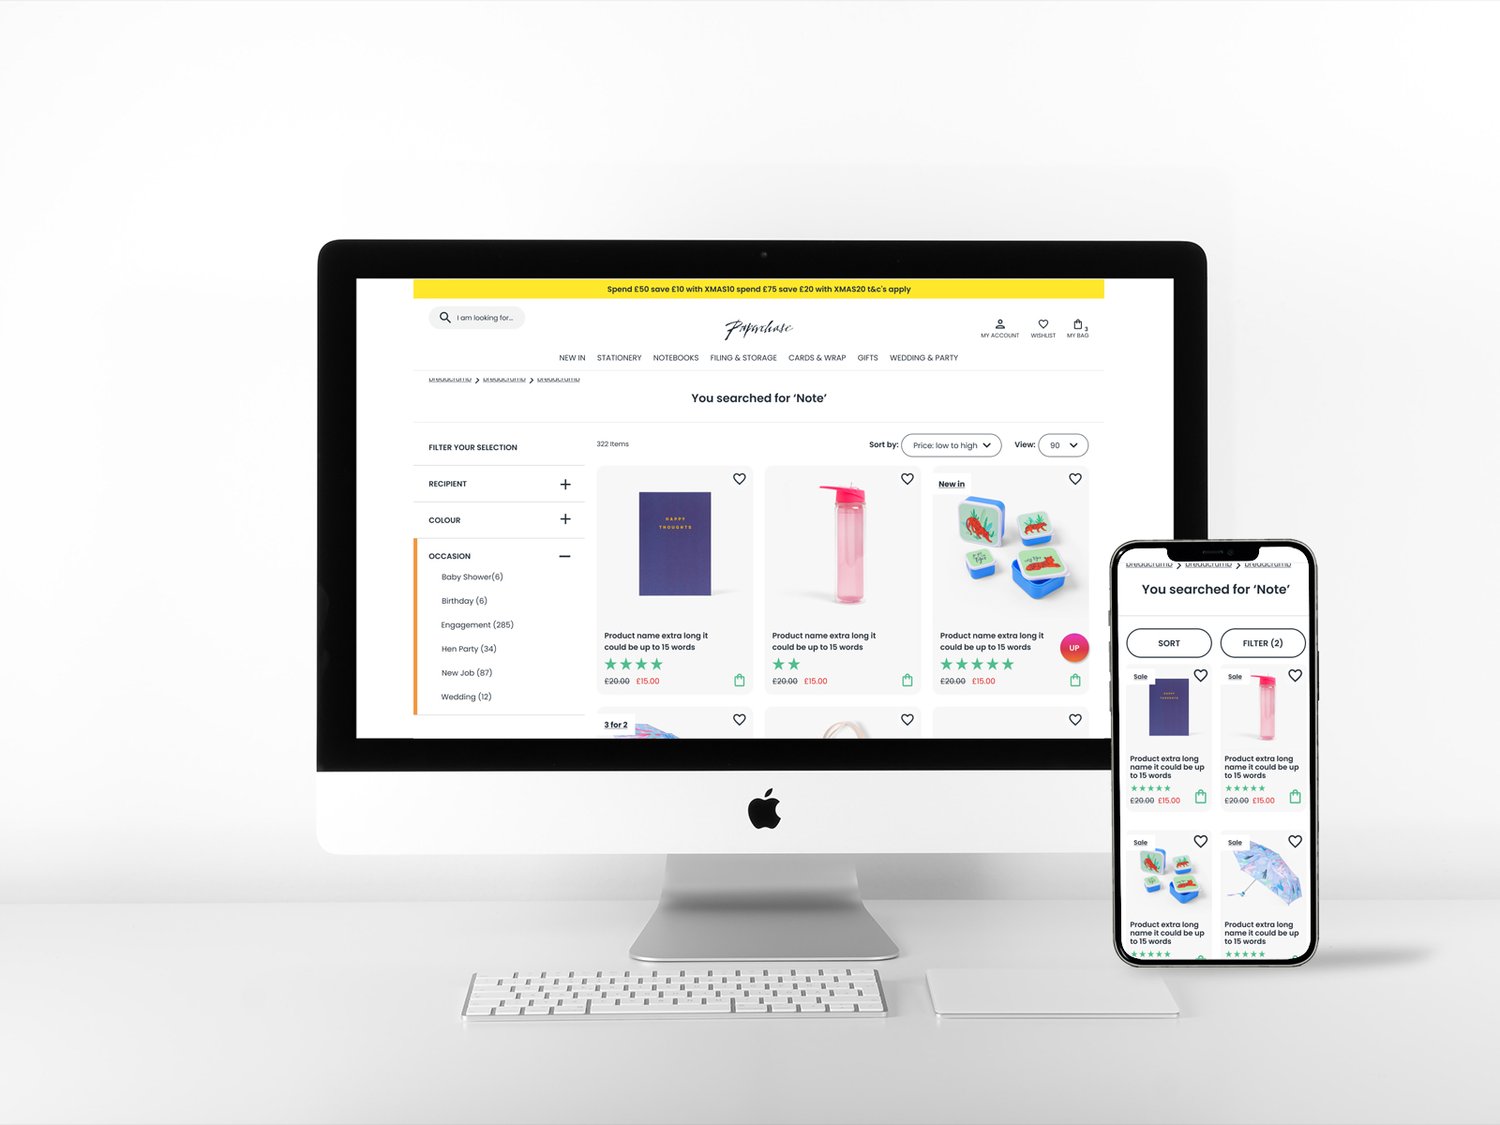 Spend £50 save £10 with XMAS10 spend £75 save £20 with XMAS20 t&c's apply
I am looking for...
Paperchase
MY ACCOUNT
WISHLIST
3
MY BAG
NEW IN STATIONERY NOTEBOOKS FILING & STORAGE CARDS & WRAP GIFTS WEDDING & PARTY
breadcrumb > breadcrumb > breadcrumb
You searched for ‘Note’
FILTER YOUR SELECTION
RECIPIENT
COLOUR
OCCASION
Baby Shower(6)
Birthday (6)
Engagement (285)
Hen Party (34)
New Job (87)
Wedding (12)
322 Items
Sort by: Price: low to high
View: 90
HAPPY
THOUGHTS
Product name extra long it
could be up to 15 words
£20.00 £15.00
Product name extra long it
could be up to 15 words
£20.00 £15.00
New in
Product name extra long it
could be up to 15 words
£20.00 £15.00
UP
3 for 2
breadcrumb > breadcrumb > breadcrumb
You searched for ‘Note’
SORT
FILTER (2)
Sale
HAPPY
THOUGHTS
Product extra long
name it could be up
to 15 words
£20.00 £15.00
Sale
Product extra long
name it could be up
to 15 words
£20.00 £15.00
Sale
Product extra long
name it could be up
to 15 words
Sale
Product extra long
name it could be up
to 15 words